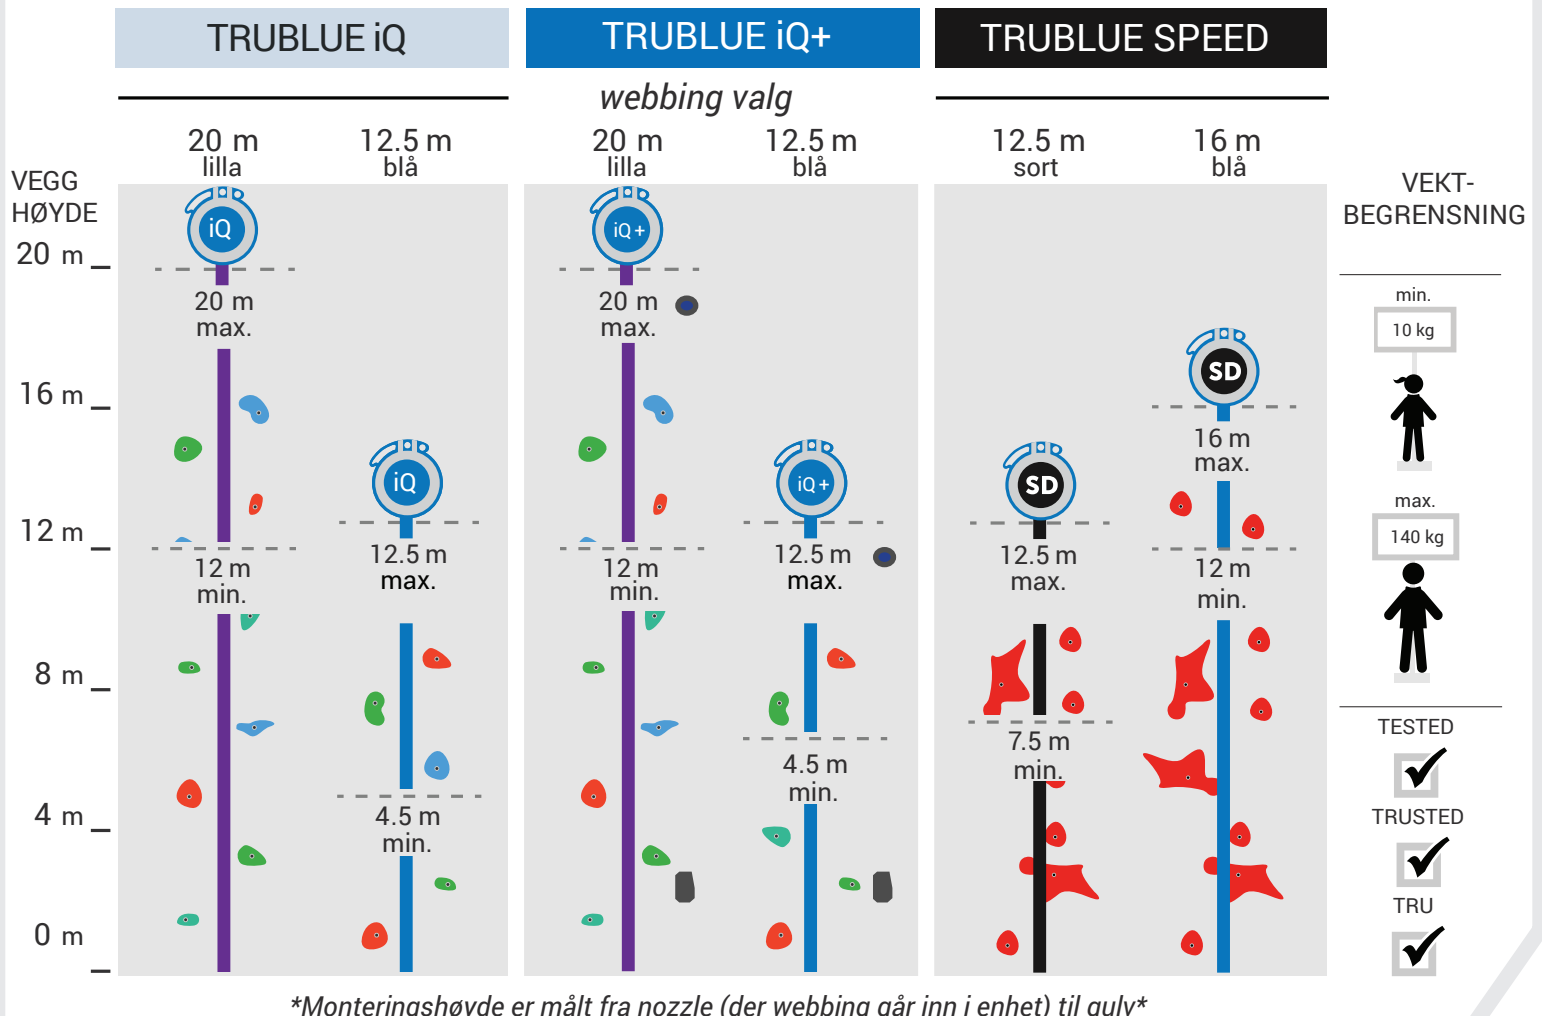 TRUBLUE iQ
TRUBLUE iQ+
TRUBLUE SPEED
webbing valg
20 m
lilla
12.5 m
blå
20 m
lilla
12.5 m
blå
12.5 m
sort
16 m
blå
VEGG
HØYDE
20 m
16 m
12 m
8 m
4 m
0 m
iQ
20 m
max.
12 m
min.
iQ
12.5 m
max.
4.5 m
min.
iQ+
20 m
max.
12 m
min.
iQ+
12.5 m
max.
4.5 m
min.
SD
12.5 m
max.
7.5 m
min.
SD
16 m
max.
12 m
min.
VEKT-
BEGRENSNING
min.
10 kg
max.
140 kg
TESTED
TRUSTED
TRU
*Monteringshøyde er målt fra nozzle (der webbing går inn i enhet) til gulv*